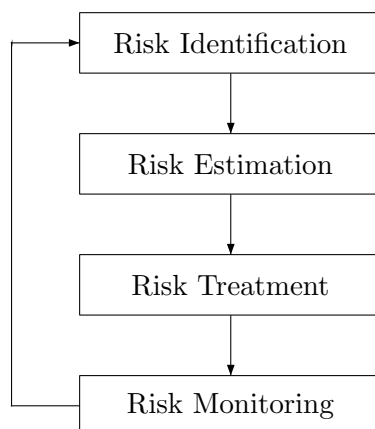 Risk Identification
Risk Estimation
Risk Treatment
Risk Monitoring